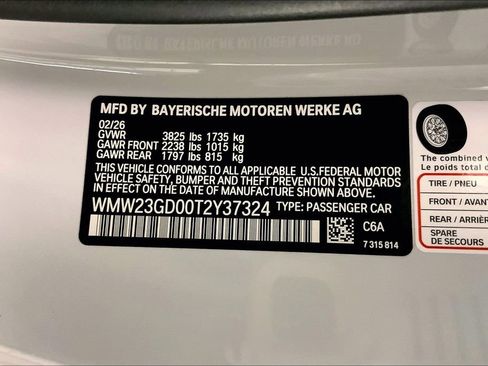 MFD BY BAYERISCHE MOTOREN WERKE AG
02/26
GVWR 3825 lbs 1735 kg
GAWR FRONT 2238 lbs 1015 kg
GAWR REAR 1797 lbs 815 kg
THIS VEHICLE CONFORMS TO ALL APPLICABLE U.S.FEDERAL MOTOR
VEHICLE SAFETY, BUMPER AND THEFT PREVENTION STANDARDS
IN EFFECT ON THE DATE OF MANUFACTURE SHOWN ABOVE.
WMW23GD00T2Y37324 TYPE: PASSENGER CAR
C6A
7 315 814
The combined
Le poids total
TIRE / PNEU
FRONT / AVANT
REAR / ARRIÈR
SPARE
DE SECOURS